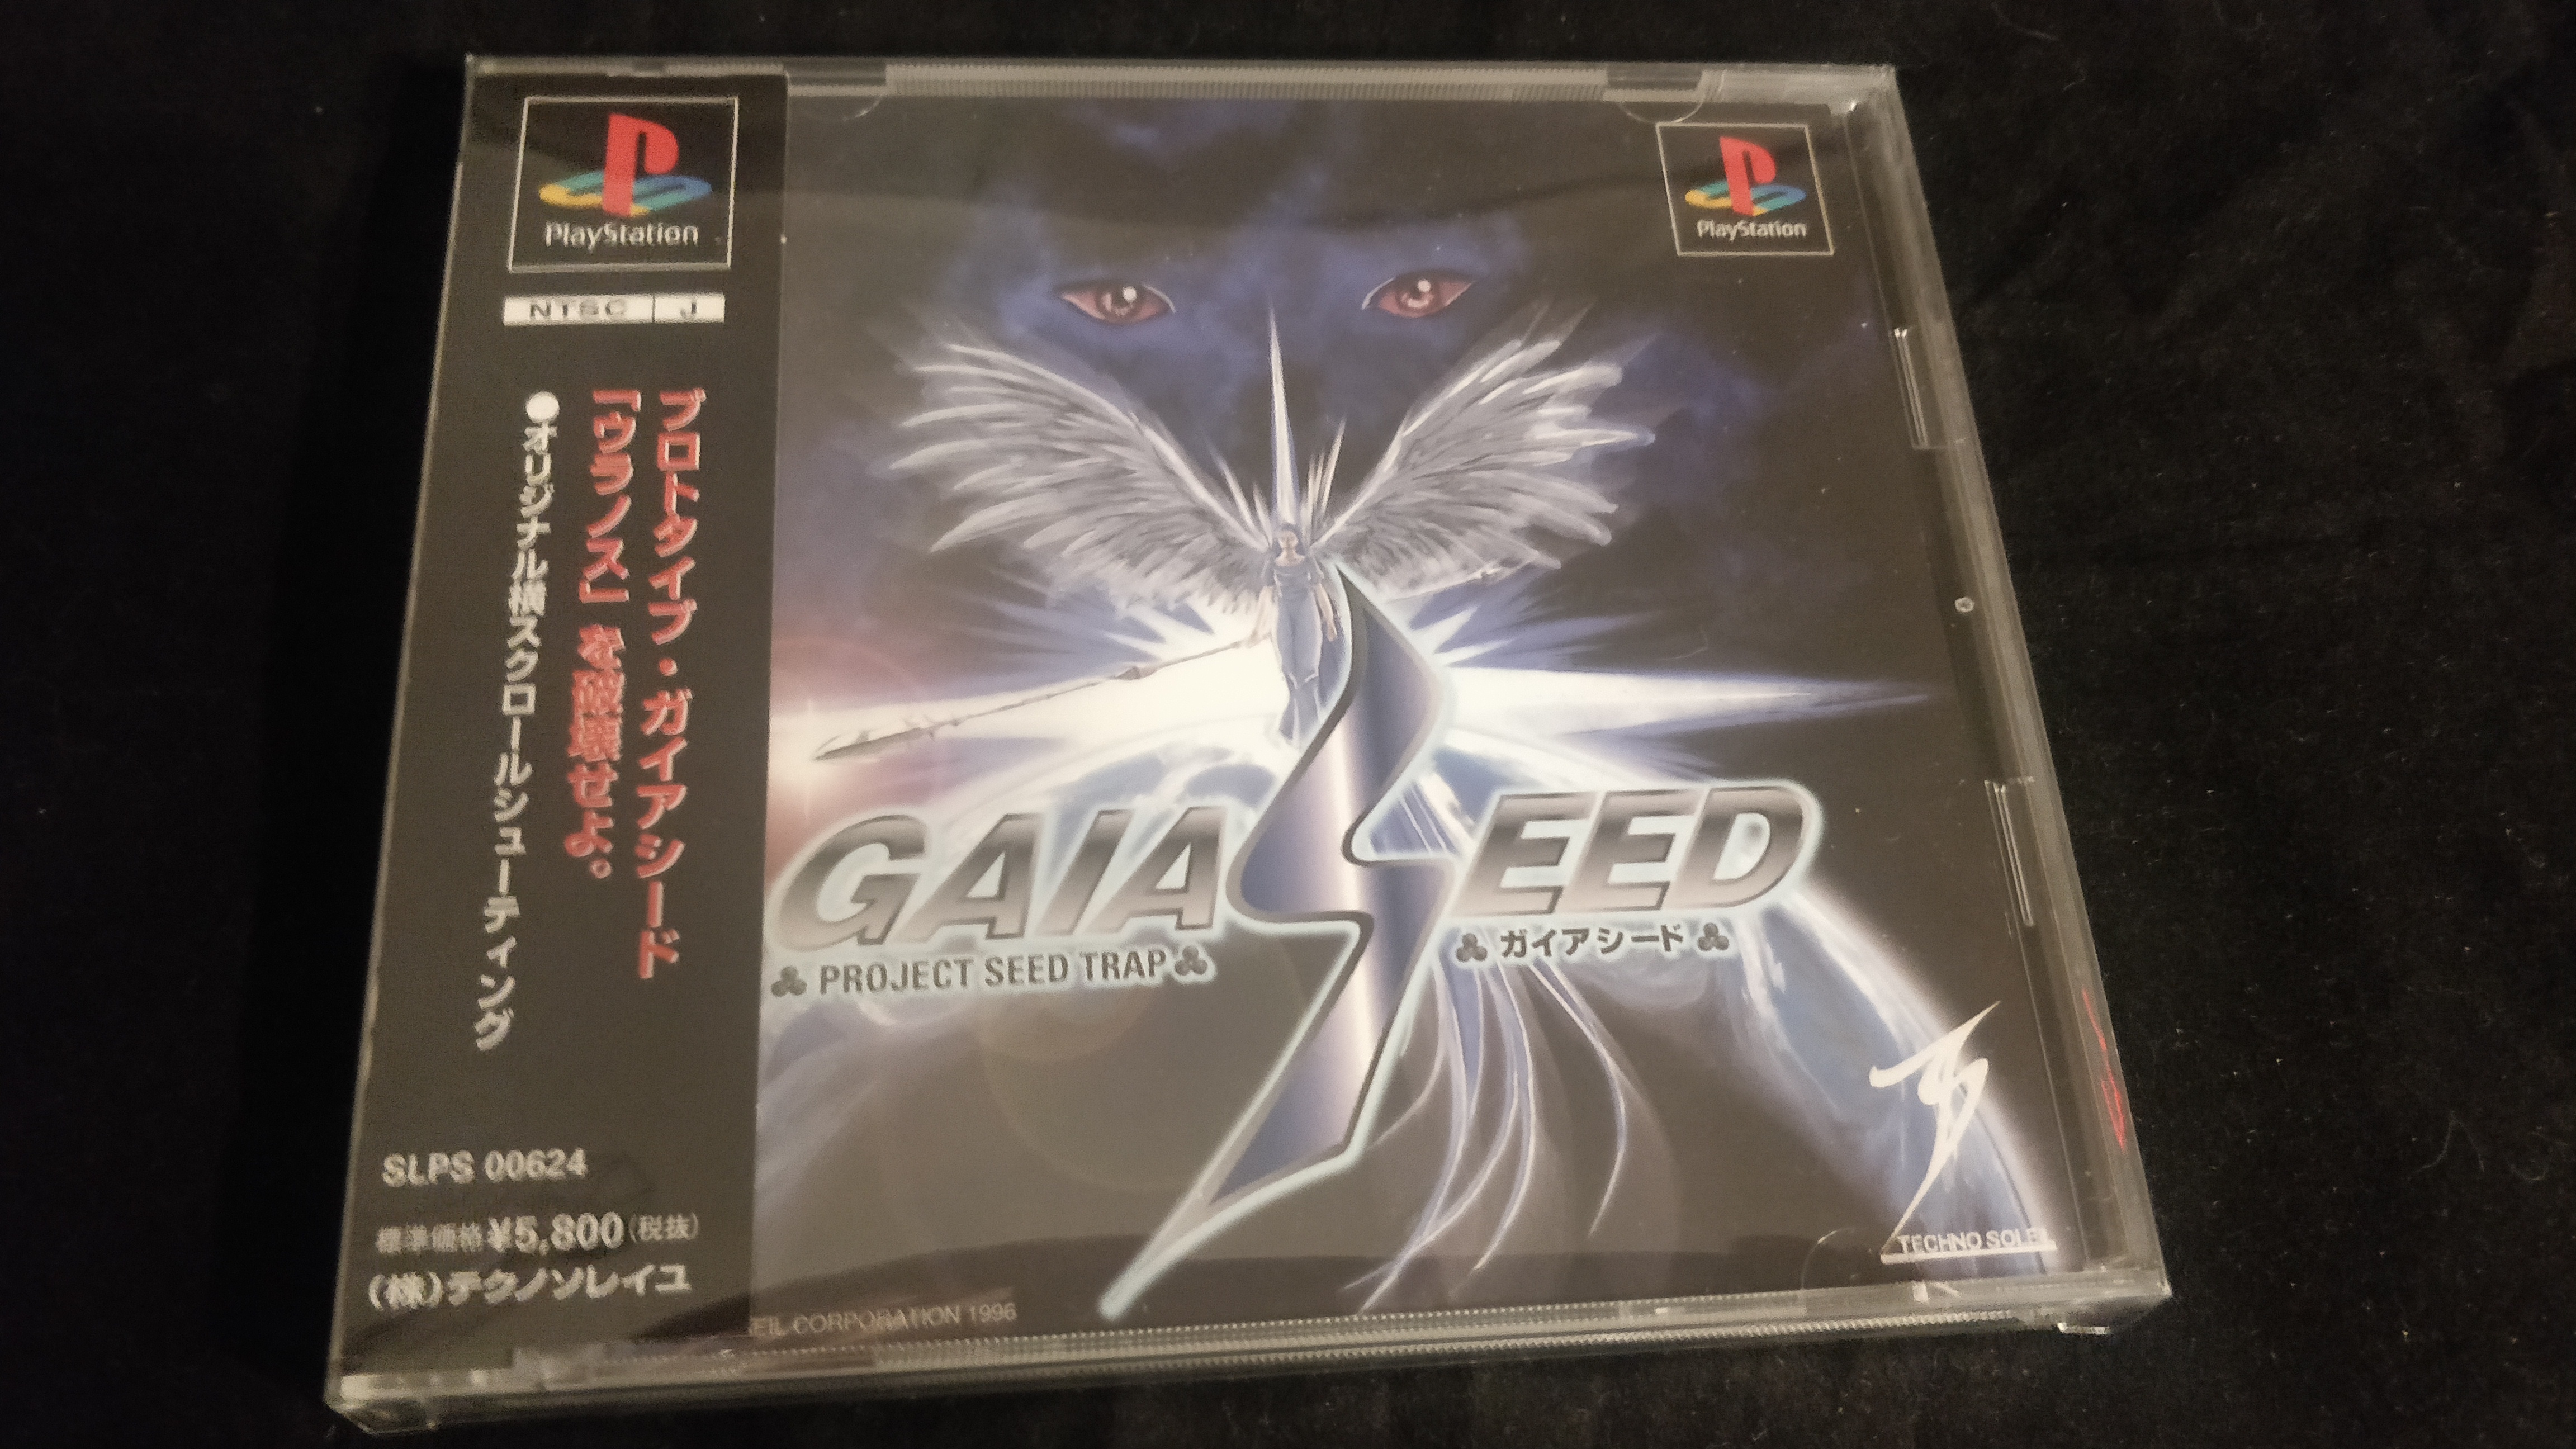 PlayStation
NTSC J
プロトタイプ・ガイアシード
「ウラノス」を破壊せよ。
●オリジナル横スクロールシューティング
SLPS 00624
標準価格¥5,800(税抜)
(株)テクノソレイユ
PlayStation
GAIA SEED
PROJECT SEED TRAP
ガイアシード
TECHNO SOLEIL
CORPORATION 1996